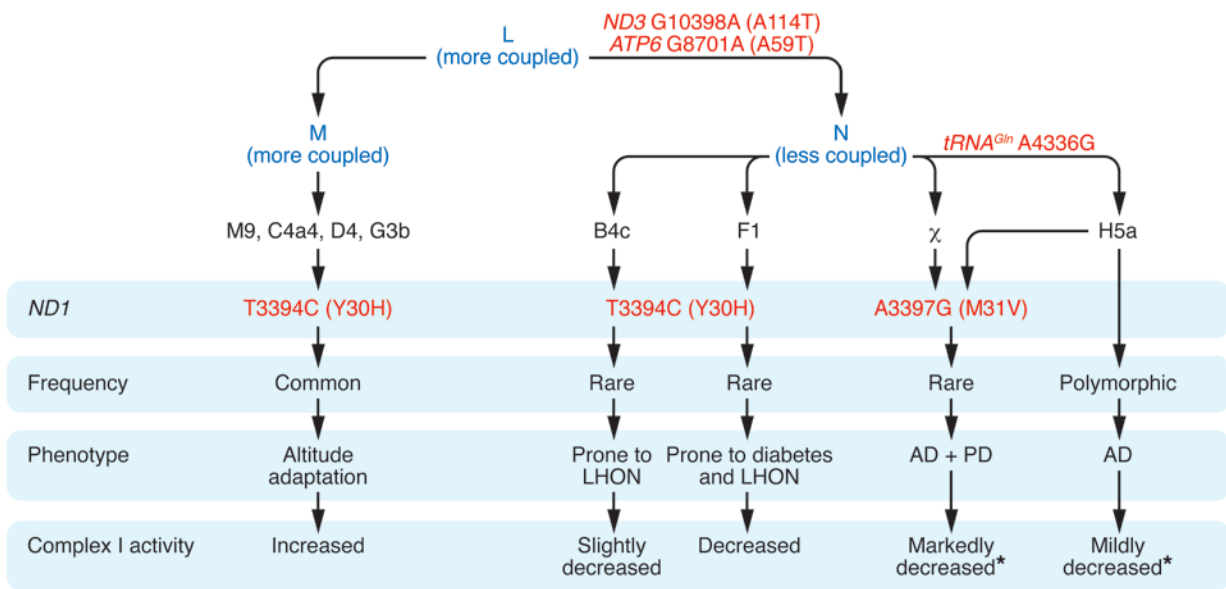 L
(more coupled)
ND3 G10398A (A114T)
ATP6 G8701A (A59T)
M
(more coupled)
N
(less coupled)
tRNA^Gln A4336G
M9, C4a4, D4, G3b
B4c
F1
χ
H5a
ND1
T3394C (Y30H)
T3394C (Y30H)
A3397G (M31V)
Frequency
Common
Rare
Rare
Rare
Polymorphic
Phenotype
Altitude
adaptation
Prone to
LHON
Prone to diabetes
and LHON
AD + PD
AD
Complex I activity
Increased
Slightly
decreased
Decreased
Markedly
decreased*
Mildly
decreased*